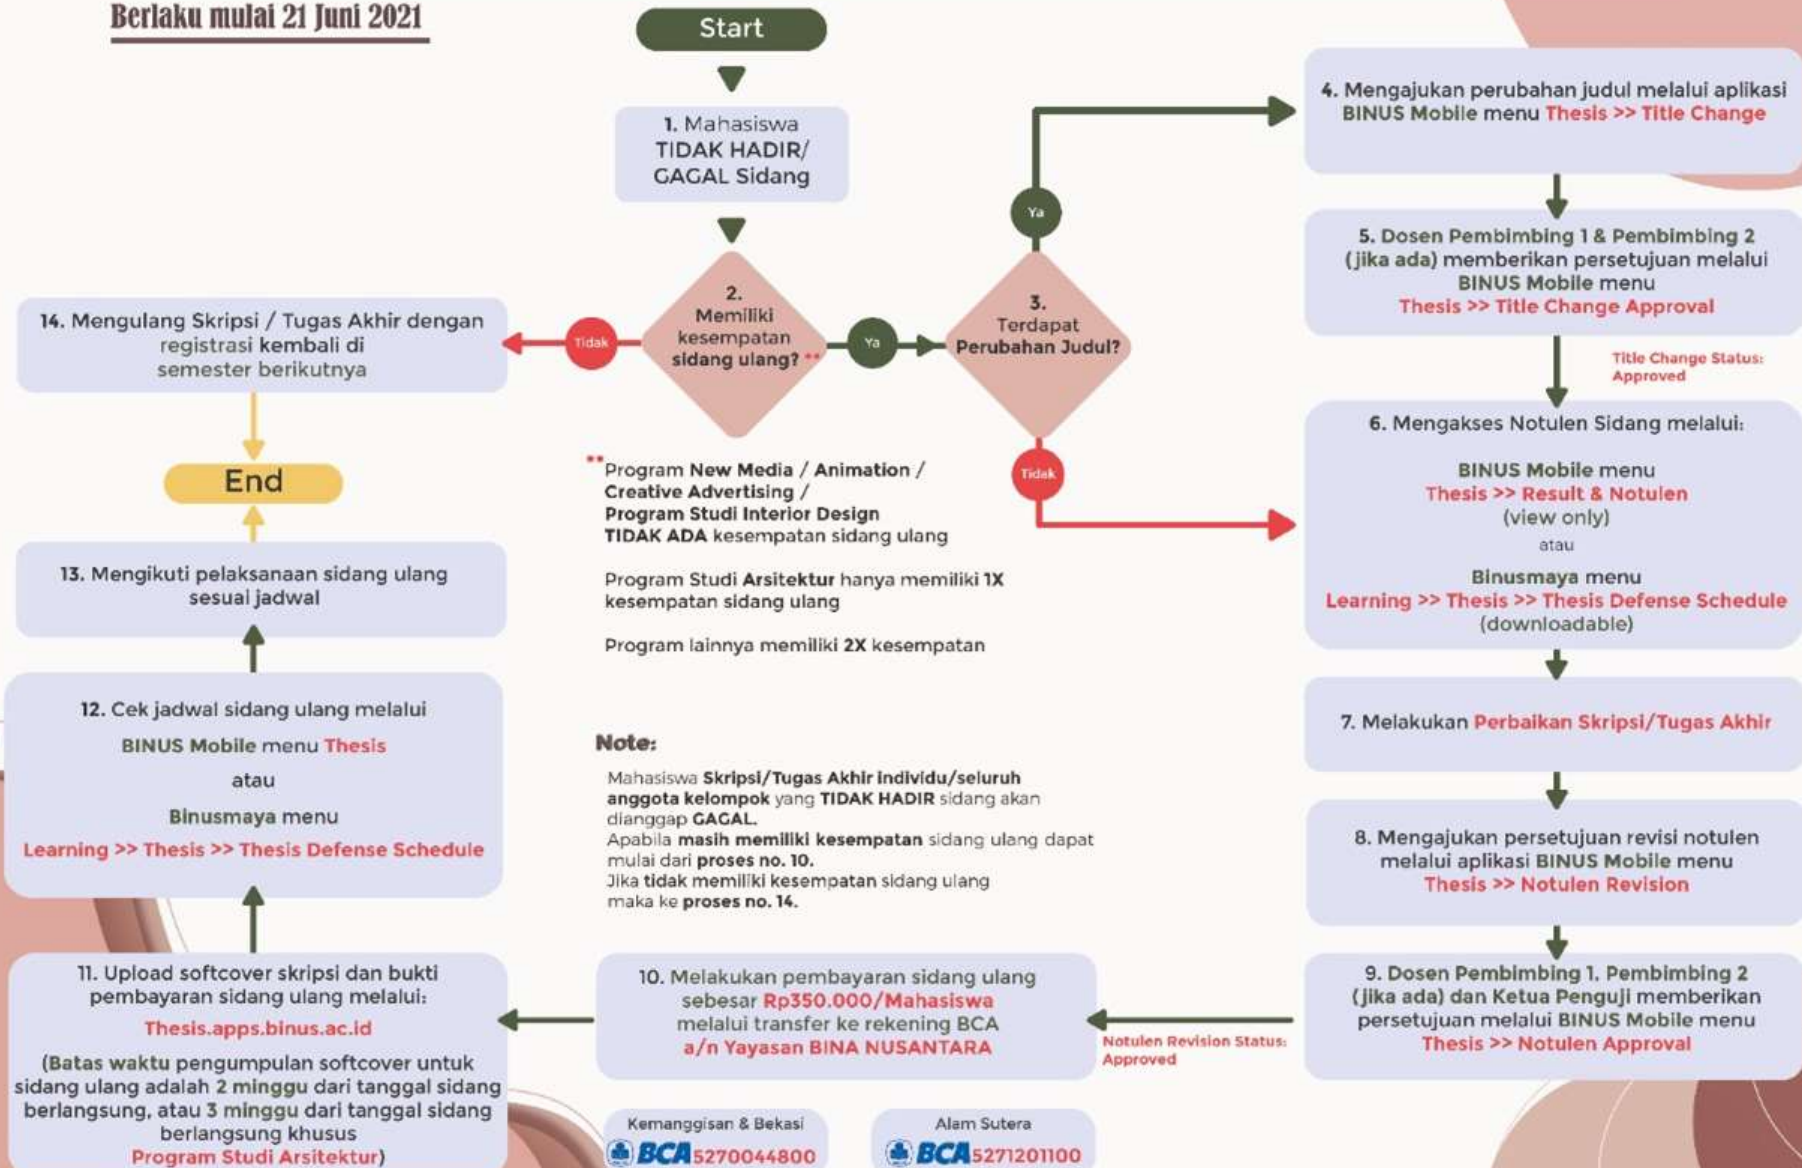 Berlaku mulai 21 Juni 2021
Start
1. Mahasiswa
TIDAK HADIR/
GAGAL Sidang
2.
Memiliki
kesempatan
sidang ulang? **
Tidak
Ya
3.
Terdapat
Perubahan Judul?
Ya
Tidak
4. Mengajukan perubahan judul melalui aplikasi
BINUS Mobile menu Thesis >> Title Change
5. Dosen Pembimbing 1 & Pembimbing 2
(jika ada) memberikan persetujuan melalui
BINUS Mobile menu
Thesis >> Title Change Approval
Title Change Status:
Approved
6. Mengakses Notulen Sidang melalui:
BINUS Mobile menu
Thesis >> Result & Notulen
(view only)
atau
Binusmaya menu
Learning >> Thesis >> Thesis Defense Schedule
(downloadable)
7. Melakukan Perbaikan Skripsi/Tugas Akhir
8. Mengajukan persetujuan revisi notulen
melalui aplikasi BINUS Mobile menu
Thesis >> Notulen Revision
9. Dosen Pembimbing 1, Pembimbing 2
(jika ada) dan Ketua Penguji memberikan
persetujuan melalui BINUS Mobile menu
Thesis >> Notulen Approval
Notulen Revision Status:
Approved
10. Melakukan pembayaran sidang ulang
sebesar Rp350.000/Mahasiswa
melalui transfer ke rekening BCA
a/n Yayasan BINA NUSANTARA
Kemanggisan & Bekasi
BCA 5270044800
Alam Sutera
BCA 5271201100
11. Upload softcover skripsi dan bukti
pembayaran sidang ulang melalui:
Thesis.apps.binus.ac.id
(Batas waktu pengumpulan softcover untuk
sidang ulang adalah 2 minggu dari tanggal sidang
berlangsung, atau 3 minggu dari tanggal sidang
berlangsung khusus
Program Studi Arsitektur)
12. Cek jadwal sidang ulang melalui
BINUS Mobile menu Thesis
atau
Binusmaya menu
Learning >> Thesis >> Thesis Defense Schedule
13. Mengikuti pelaksanaan sidang ulang
sesuai jadwal
End
14. Mengulang Skripsi / Tugas Akhir dengan
registrasi kembali di
semester berikutnya
**Program New Media / Animation /
Creative Advertising /
Program Studi Interior Design
TIDAK ADA kesempatan sidang ulang
Program Studi Arsitektur hanya memiliki 1X
kesempatan sidang ulang
Program lainnya memiliki 2X kesempatan
Note:
Mahasiswa Skripsi/Tugas Akhir individu/seluruh
anggota kelompok yang TIDAK HADIR sidang akan
dianggap GAGAL.
Apabila masih memiliki kesempatan sidang ulang dapat
mulai dari proses no. 10.
Jika tidak memiliki kesempatan sidang ulang
maka ke proses no. 14.